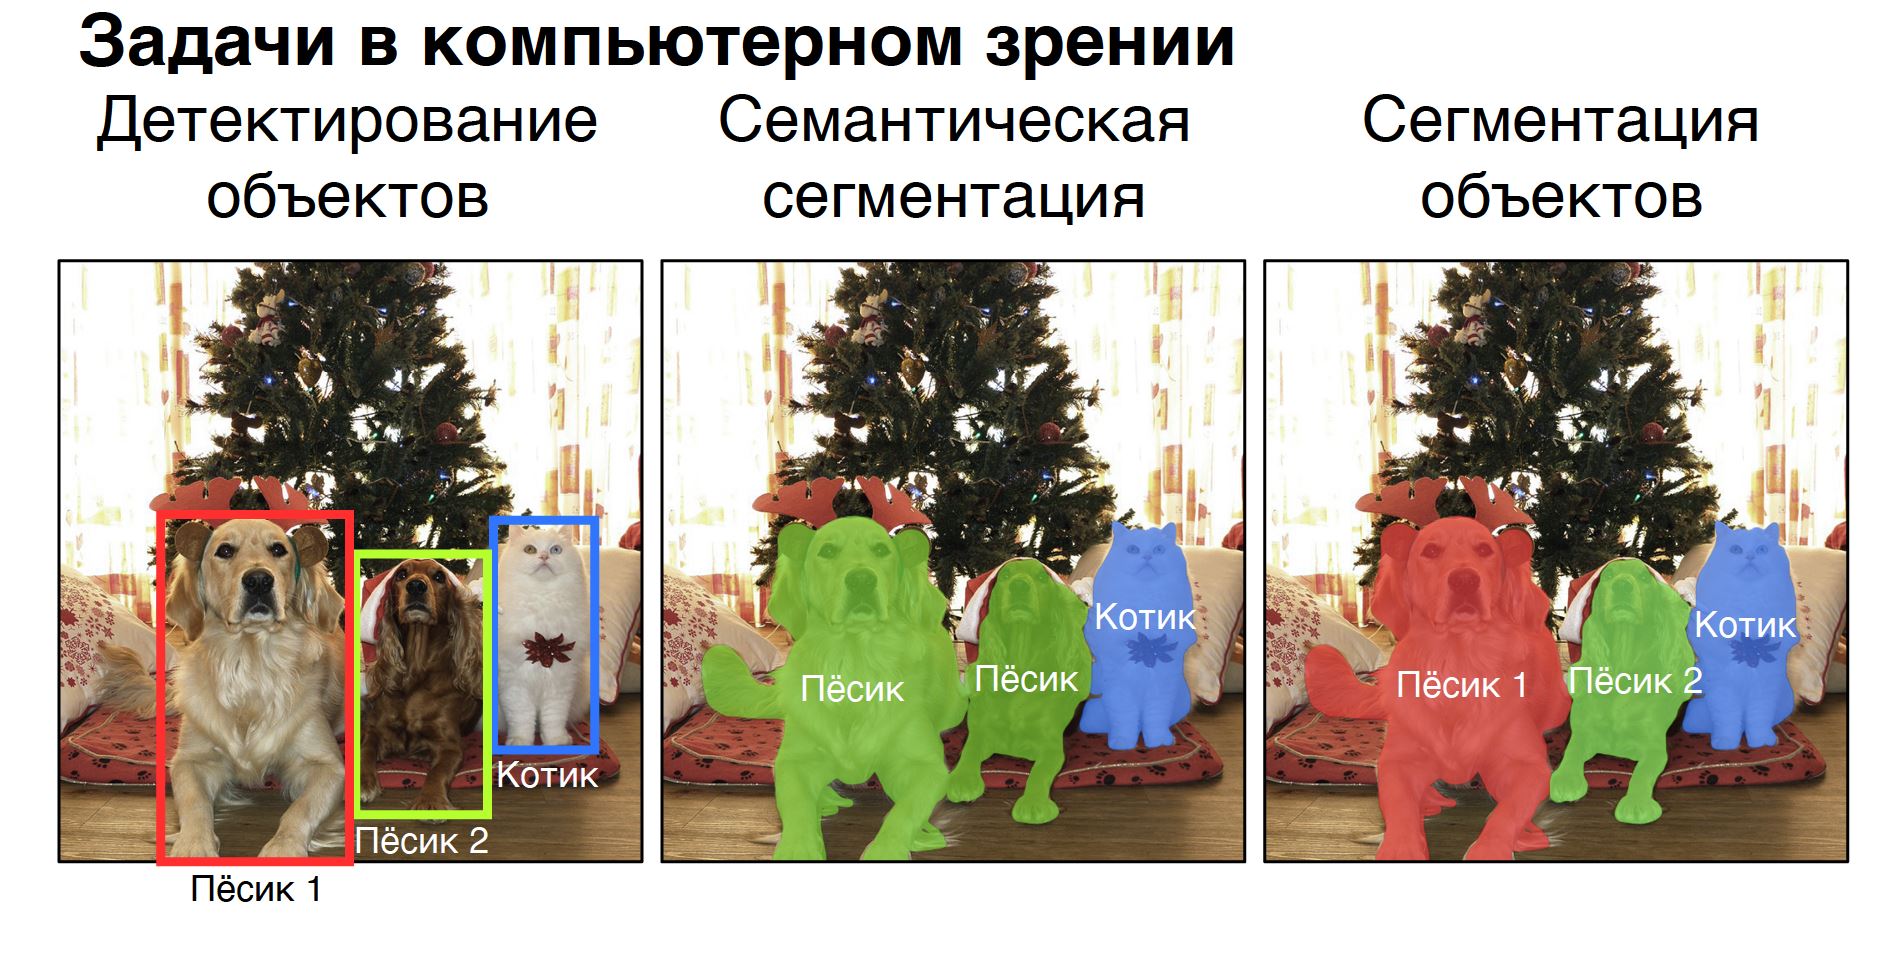 Задачи в компьютерном зрении
Детектирование
объектов
Семантическая
сегментация
Сегментация
объектов
Котик
Пёсик 2
Пёсик 1
Котик
Пёсик
Пёсик
Котик
Пёсик 1
Пёсик 2